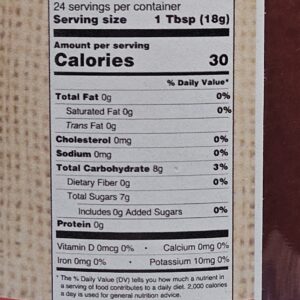 24 servings per container
Serving size 1 Tbsp (18g)
Amount per serving
Calories 30
% Daily Value*
Total Fat 0g 0%
Saturated Fat 0g 0%
Trans Fat 0g
Cholesterol 0mg 0%
Sodium 0mg 0%
Total Carbohydrate 8g 3%
Dietary Fiber 0g 0%
Total Sugars 7g
Includes 0g Added Sugars 0%
Protein 0g
Vitamin D 0mcg 0% • Calcium 0mg 0%
Iron 0mg 0% • Potassium 10mg 0%
* The % Daily Value (DV) tells you how much a nutrient in
a serving of food contributes to a daily diet. 2,000 calories
a day is used for general nutrition advice.